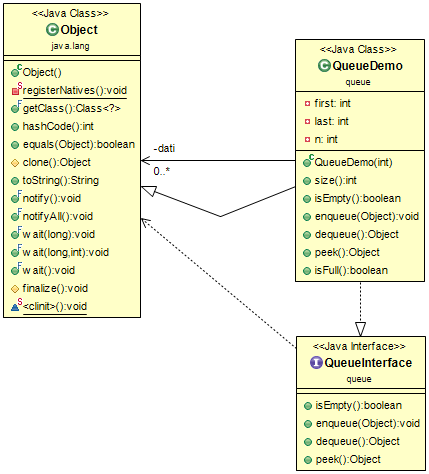 <<Java Class>>
Object
java.lang
Object()
registerNatives():void
getClass():Class<?>
hashCode():int
equals(Object):boolean
clone():Object
toString():String
notify():void
notifyAll():void
wait(long):void
wait(long,int):void
wait():void
finalize():void
<clinit>():void
-dati
0..*
<<Java Class>>
QueueDemo
queue
first: int
last: int
n: int
QueueDemo(int)
size():int
isEmpty():boolean
enqueue(Object):void
dequeue():Object
peek():Object
isFull():boolean
<<Java Interface>>
QueueInterface
queue
isEmpty():boolean
enqueue(Object):void
dequeue():Object
peek():Object